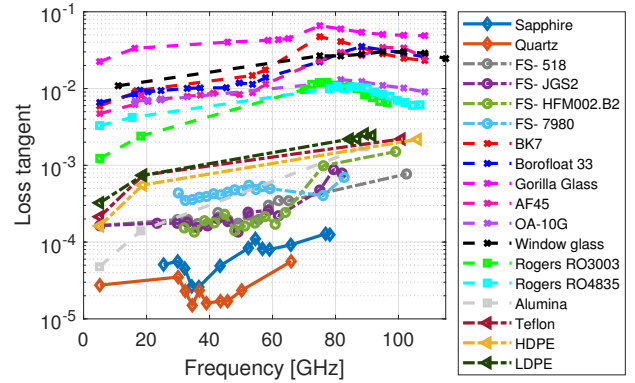 10^-1
10^-2
10^-3
10^-4
10^-5
Loss tangent
0
20
40
60
80
100
Frequency [GHz]
Sapphire
Quartz
FS- 518
FS- JGS2
FS- HFM002.B2
FS- 7980
BK7
Borofloat 33
Gorilla Glass
AF45
OA-10G
Window glass
Rogers RO3003
Rogers RO4835
Alumina
Teflon
HDPE
LDPE